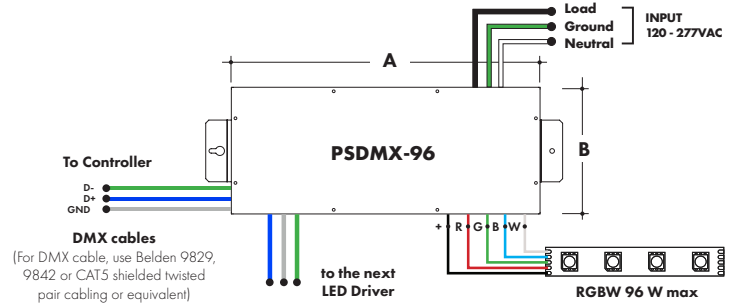 Load
Ground
Neutral
INPUT
120 - 277VAC
A
PSDMX-96
B
To Controller
D-
D+
GND
DMX cables
(For DMX cable, use Belden 9829,
9842 or CAT5 shielded twisted
pair cabling or equivalent)
to the next
LED Driver
+ R G B W
RGBW 96 W max